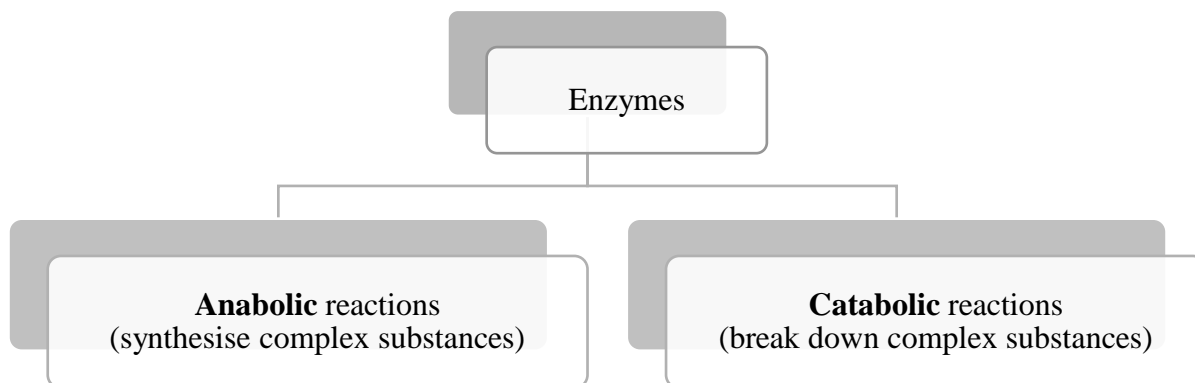 Enzymes
Anabolic reactions
(synthesise complex substances)
Catabolic reactions
(break down complex substances)